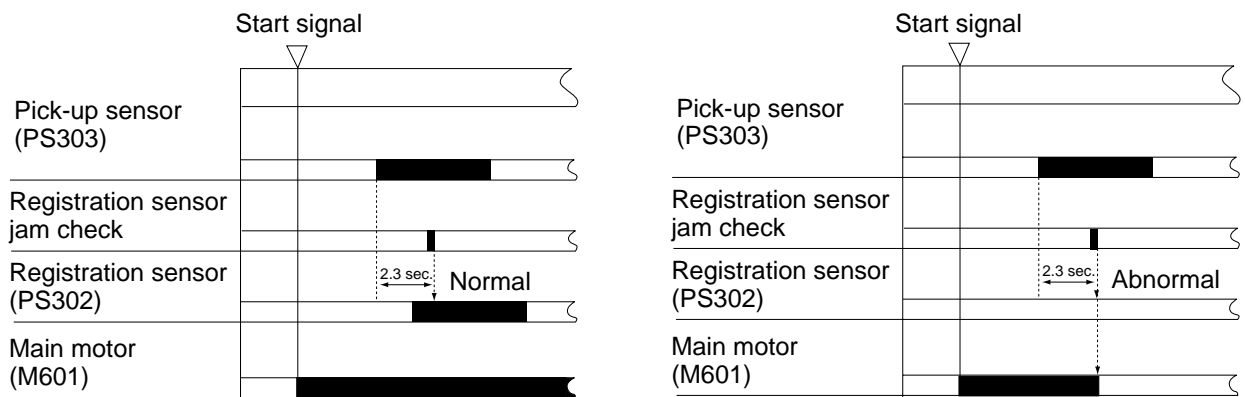 Start signal
Pick-up sensor
(PS303)
Registration sensor
jam check
Registration sensor
(PS302)
2.3 sec.
Normal
Main motor
(M601)
Start signal
Pick-up sensor
(PS303)
Registration sensor
jam check
Registration sensor
(PS302)
2.3 sec.
Abnormal
Main motor
(M601)